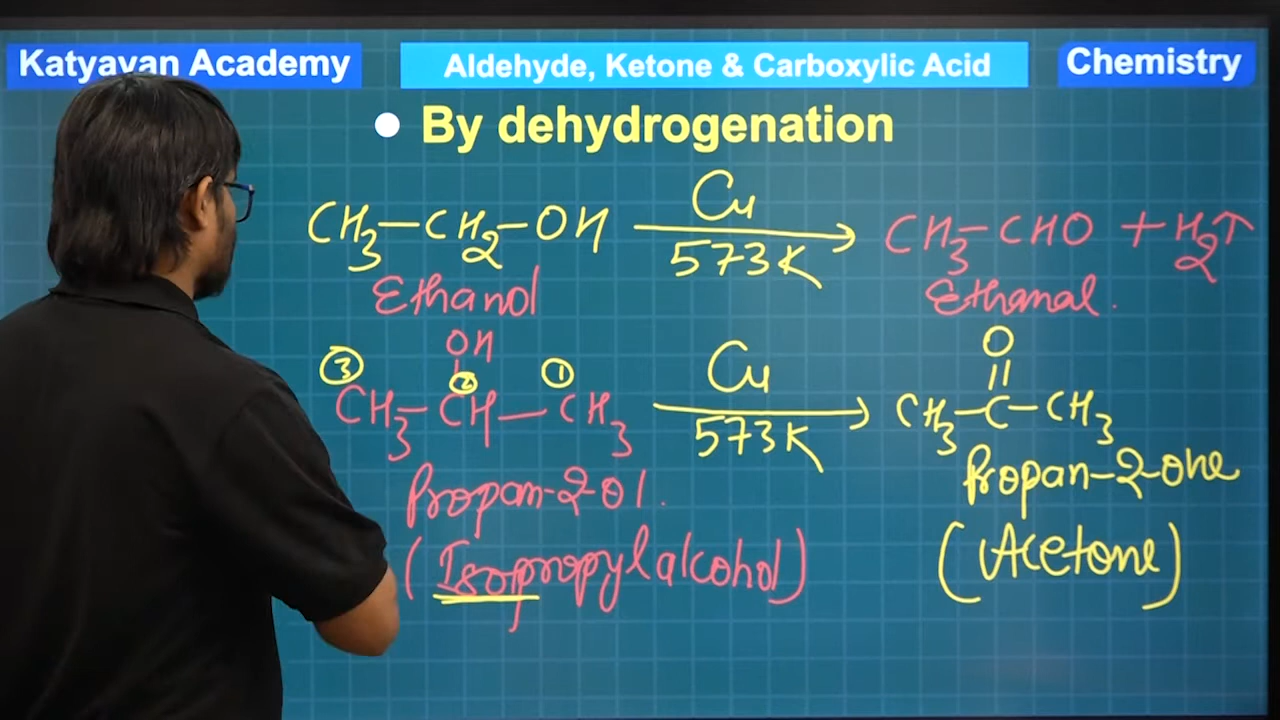 Katyayan Academy
Aldehyde, Ketone & Carboxylic Acid
Chemistry
By dehydrogenation
CH3-CH2-OH Cu 573K CH3-CHO + H2↑
Ethanol Ethanal.
OH Cu O
③ ② ①
CH3-CH-CH3 573K CH3-C-CH3
Propan-2-ol. Propan-2-one
(Isopropyl alcohol) (Acetone)